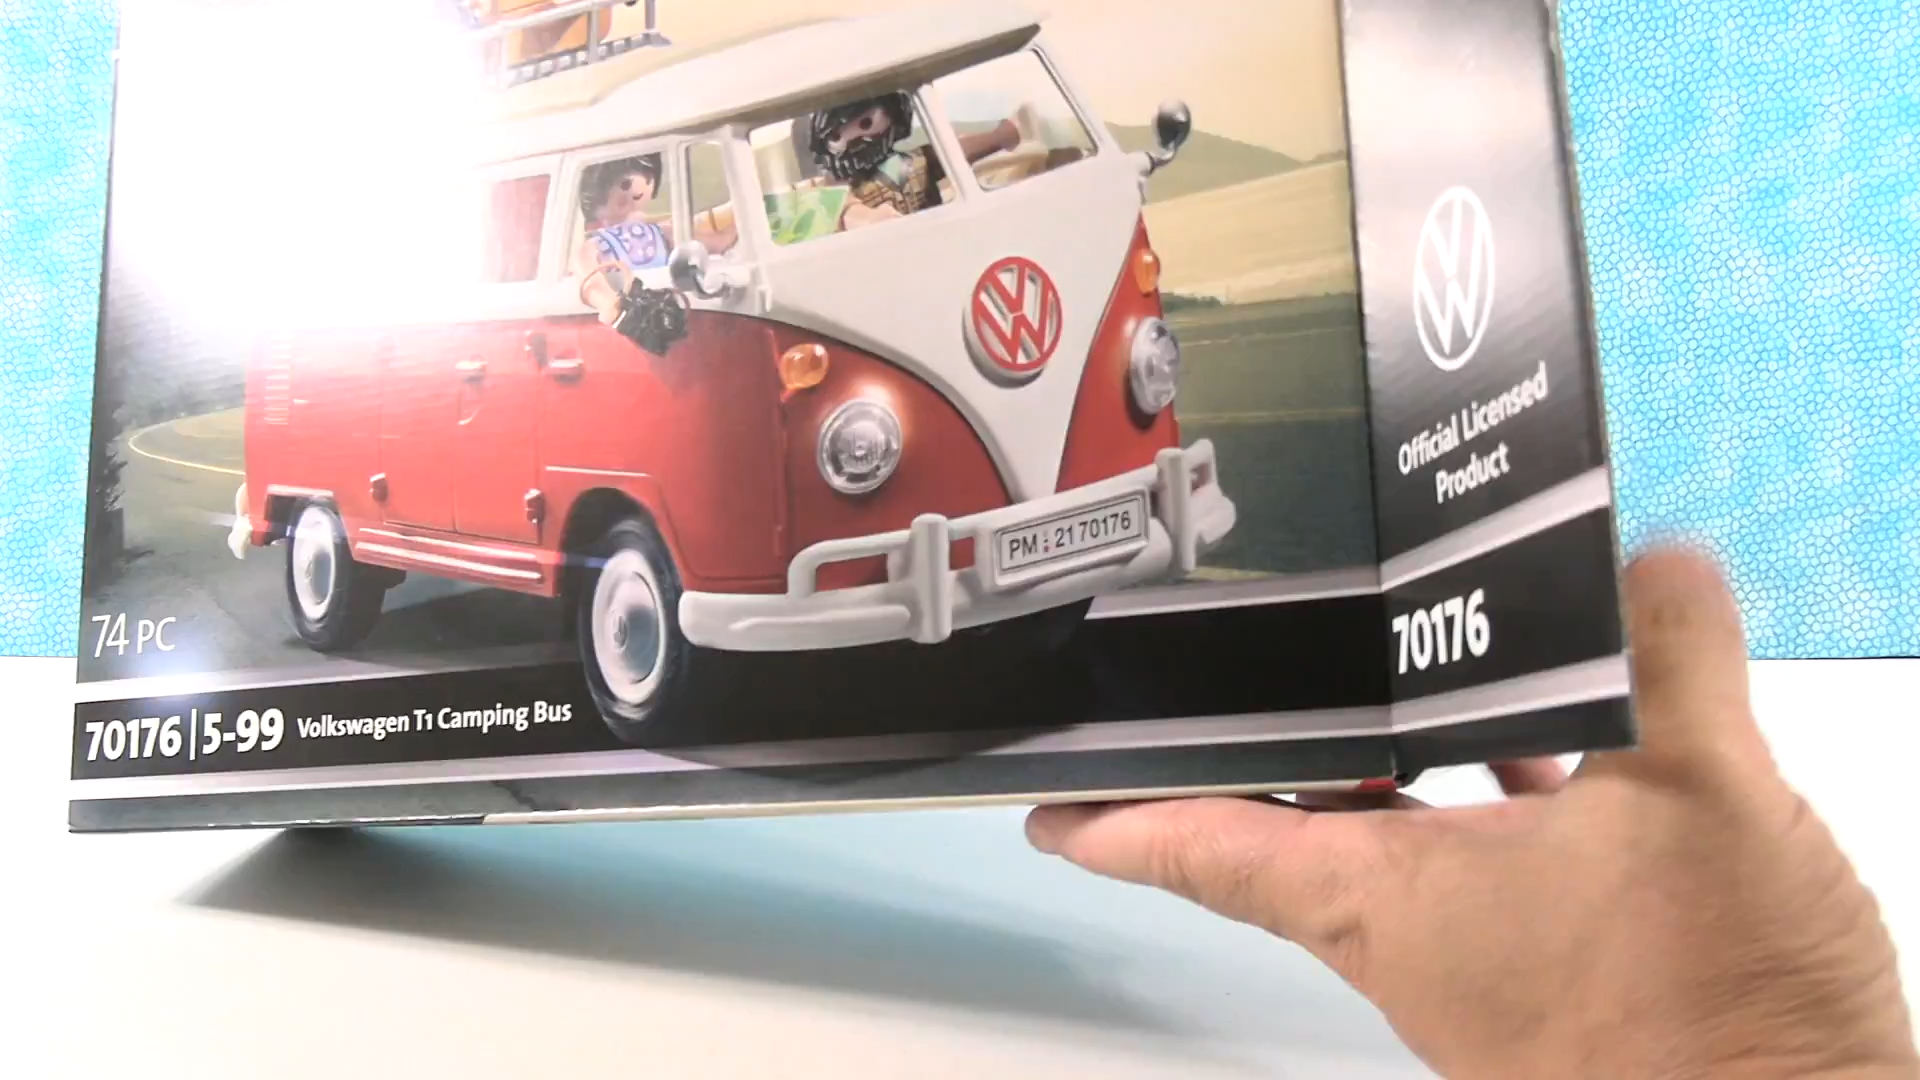 PM 21 70176
Official Licensed
Product
74 PC
70176
70176 | 5-99 Volkswagen T1 Camping Bus